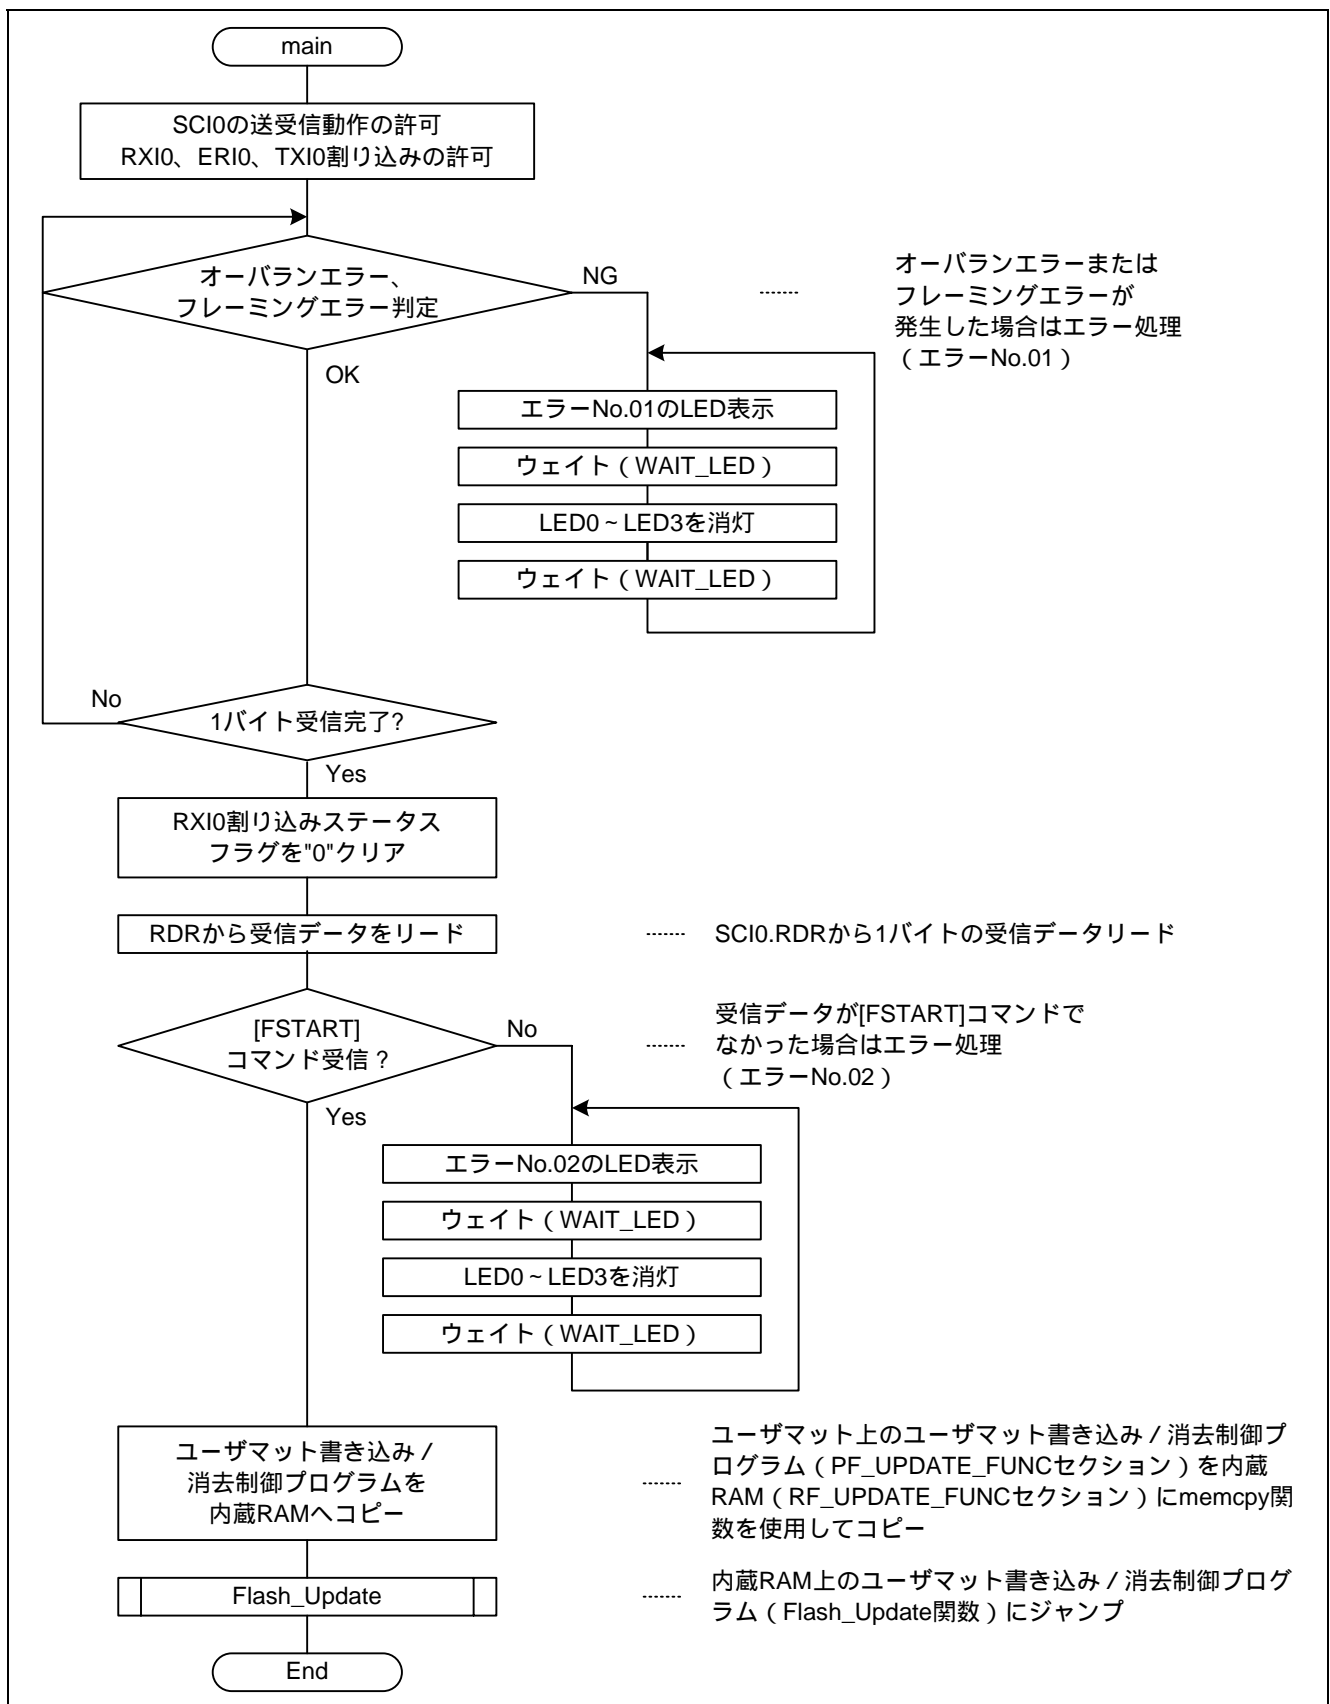 main
SCI0の送受信動作の許可
RXI0、ERI0、TXI0割り込みの許可
オーバランエラー、
フレーミングエラー判定
NG
オーバランエラーまたは
フレーミングエラーが
発生した場合はエラー処理
(エラーNo.01)
OK
エラーNo.01のLED表示
ウェイト(WAIT_LED)
LED0~LED3を消灯
ウェイト(WAIT_LED)
No
1バイト受信完了?
Yes
RXI0割り込みステータス
フラグを"0"クリア
RDRから受信データをリード
SCI0.RDRから1バイトの受信データリード
[FSTART]
コマンド受信?
No
受信データが[FSTART]コマンドで
なかった場合はエラー処理
(エラーNo.02)
Yes
エラーNo.02のLED表示
ウェイト(WAIT_LED)
LED0~LED3を消灯
ウェイト(WAIT_LED)
ユーザマット書き込み/
消去制御プログラムを
内蔵RAMへコピー
ユーザマット上のユーザマット書き込み/消去制御プ
ログラム(PF_UPDATE_FUNCセクション)を内蔵
RAM(RF_UPDATE_FUNCセクション)にmemcpy関
数を使用してコピー
Flash_Update
内蔵RAM上のユーザマット書き込み/消去制御プログ
ラム(Flash_Update関数)にジャンプ
End